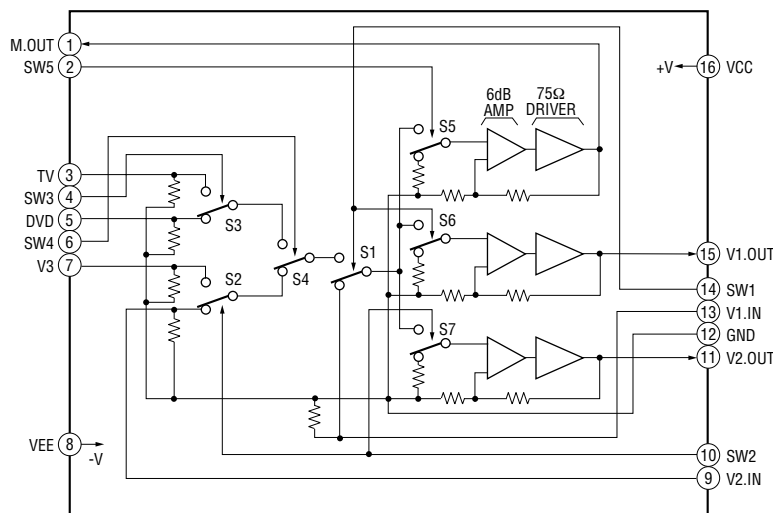 M.OUT 1
SW5 2
TV 3
SW3 4
DVD 5
SW4 6
V3 7
VEE 8
-V
+V
16 VCC
15 V1.OUT
14 SW1
13 V1.IN
12 GND
11 V2.OUT
10 SW2
9 V2.IN
6dB
AMP
75Ω
DRIVER
S5
S6
S7
S1
S3
S4
S2